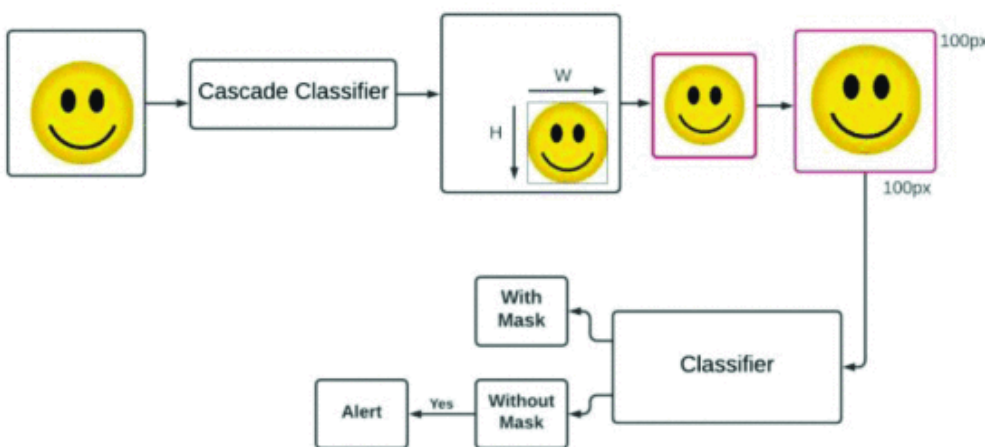 Cascade Classifier
W
H
100px
100px
With
Mask
Classifier
Alert
Yes
Without
Mask